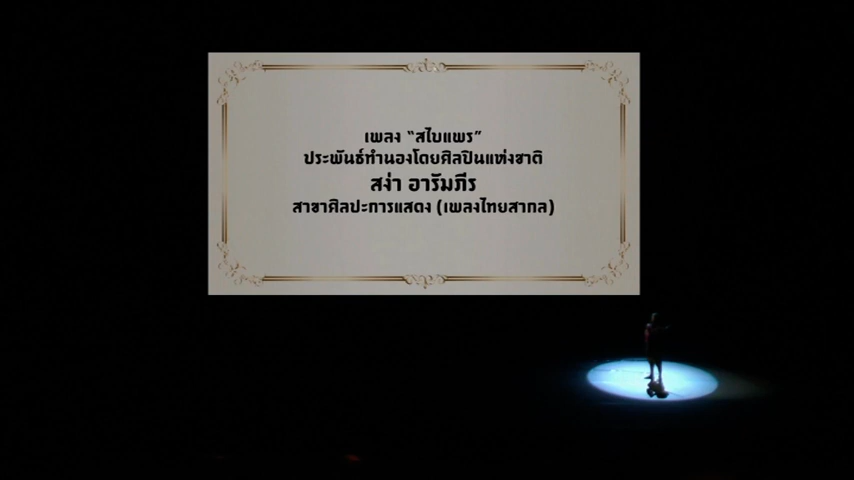 เพลง “สไบแพร”
ประพันธ์ทำนองโดยศิลปินแห่งชาติ
สง่า อารัมภีร
สาขาศิลปะการแสดง (เพลงไทยสากล)